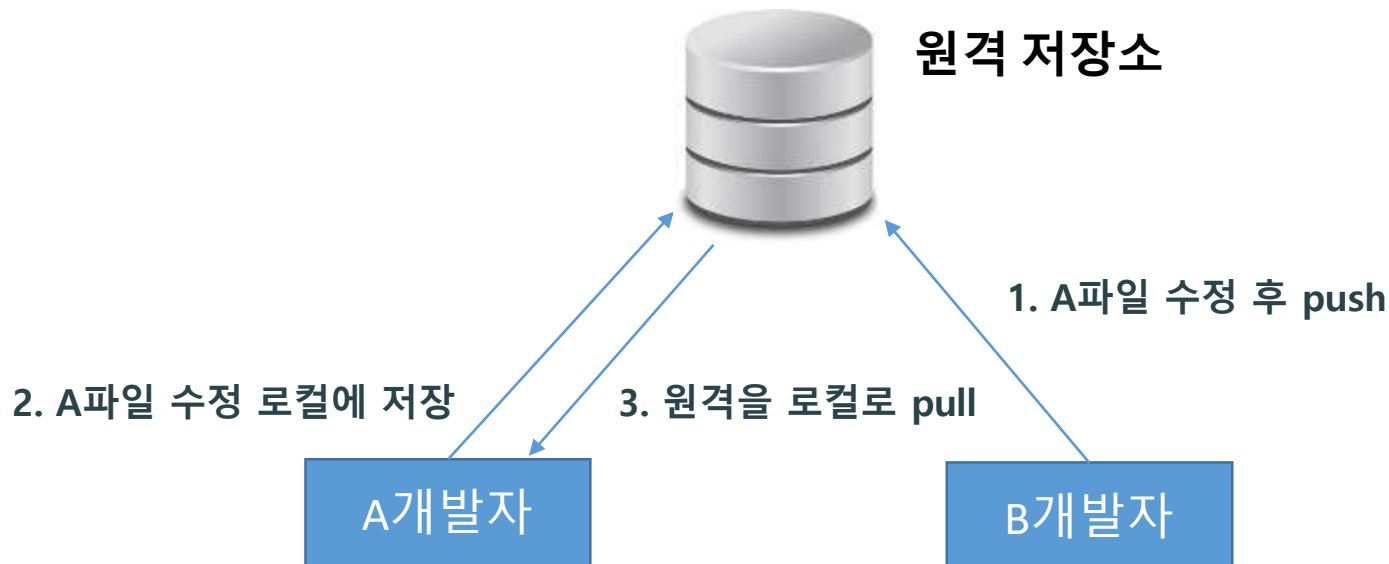 원격 저장소
1. A파일 수정 후 push
2. A파일 수정 로컬에 저장
3. 원격을 로컬로 pull
A개발자
B개발자